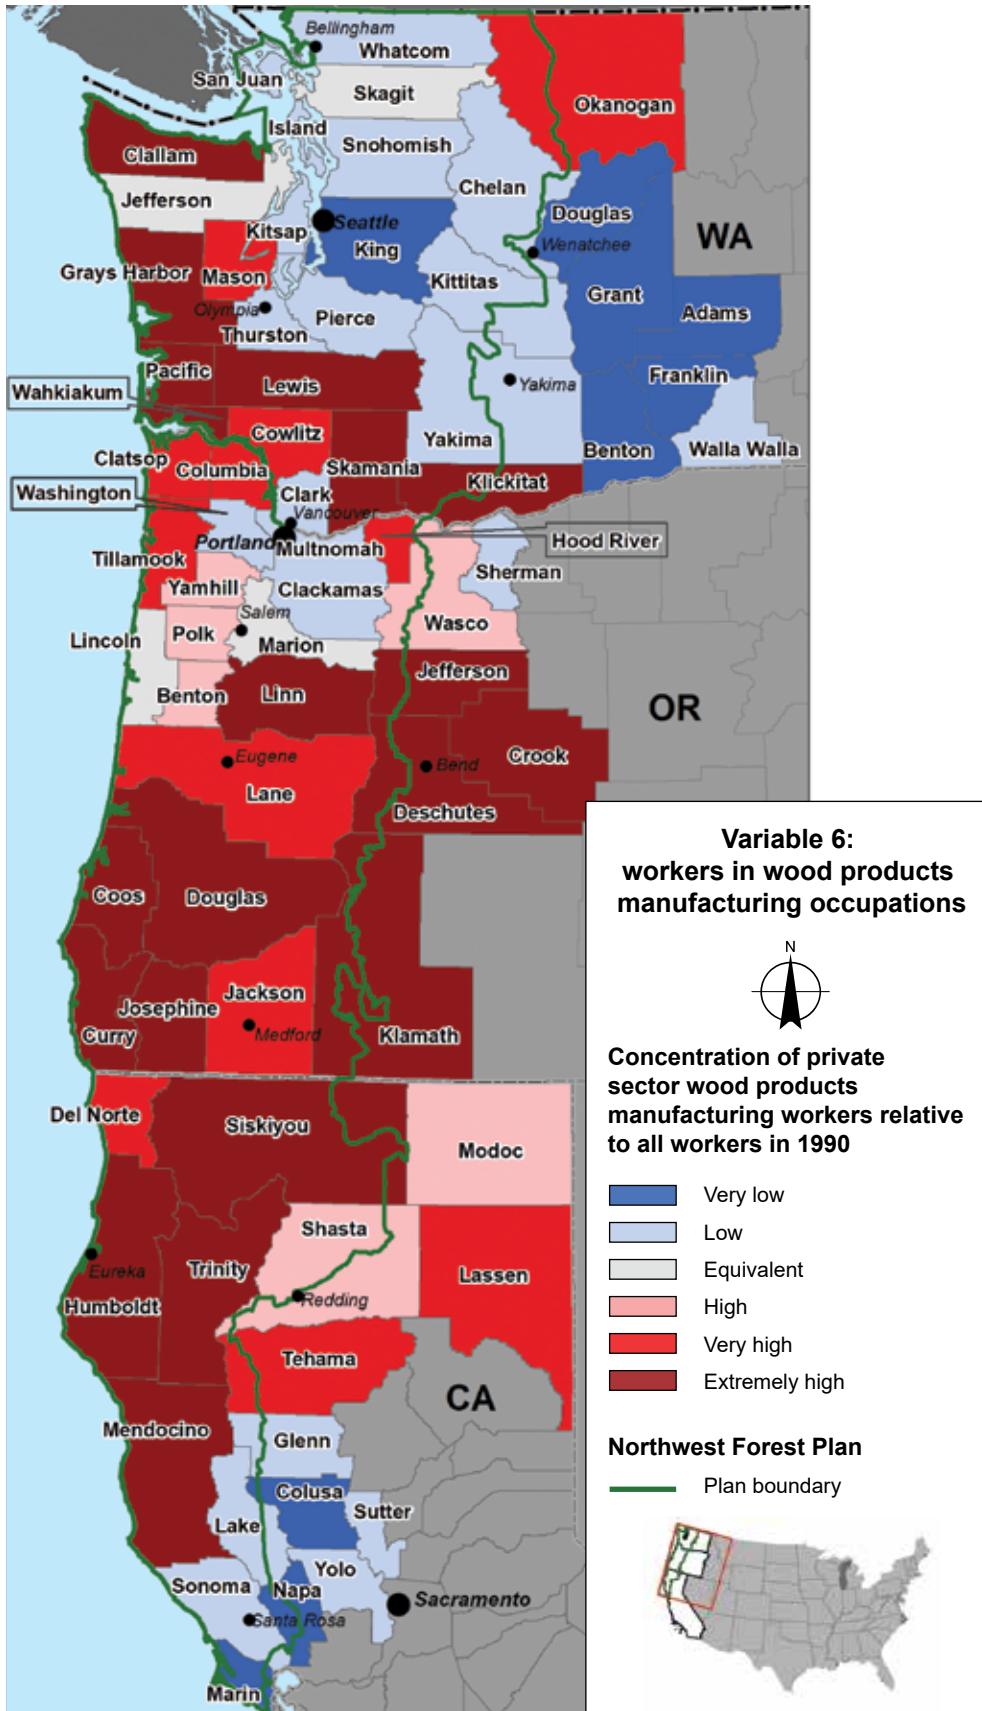 Bellingham
Whatcom
San Juan
Skagit
Okanogan
Island
Snohomish
Clallam
Chelan
Jefferson
Douglas
Seattle
Kitsap
WA
King
Wenatchee
Grays Harbor
Mason
Kittitas
Grant
Olympia
Pierce
Adams
Thurston
Pacific
Franklin
Lewis
Yakima
Wahkiakum
Cowlitz
Yakima
Benton
Walla Walla
Clatsop
Columbia
Skamania
Klickitat
Washington
Clark
Vancouver
Portland
Multnomah
Hood River
Tillamook
Sherman
Yamhill
Clackamas
Salem
Wasco
Polk
Lincoln
Marion
Jefferson
Benton
Linn
OR
Eugene
Bend
Crook
Lane
Deschutes
Coos
Douglas
Jackson
Josephine
Curry
Medford
Klamath
Del Norte
Siskiyou
Modoc
Shasta
Trinity
Lassen
Eureka
Humboldt
Redding
Tehama
CA
Mendocino
Glenn
Colusa
Sutter
Lake
Yolo
Sonoma
Napa
Sacramento
Santa Rosa
Marin
Variable 6:
workers in wood products
manufacturing occupations
N
Concentration of private
sector wood products
manufacturing workers relative
to all workers in 1990
Very low
Low
Equivalent
High
Very high
Extremely high
Northwest Forest Plan
Plan boundary